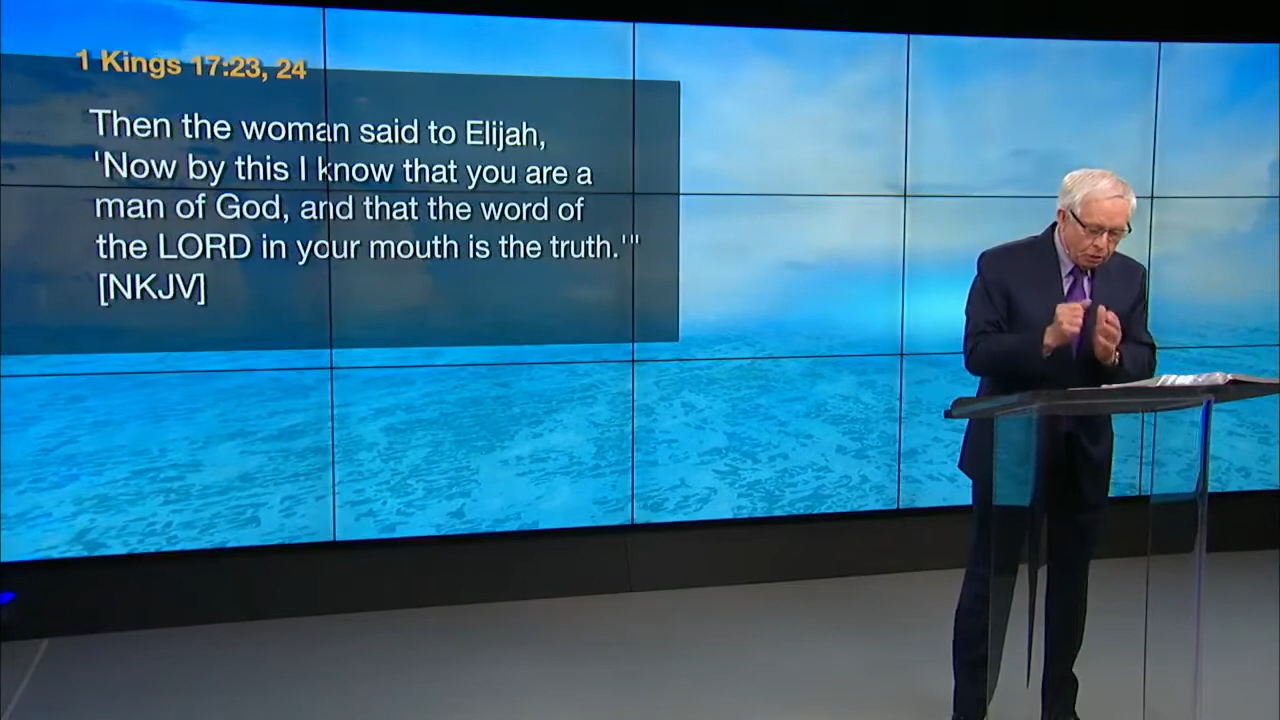 1 Kings 17:23, 24
Then the woman said to Elijah,
'Now by this I know that you are a
man of God, and that the word of
the LORD in your mouth is the truth.'"
[NKJV]